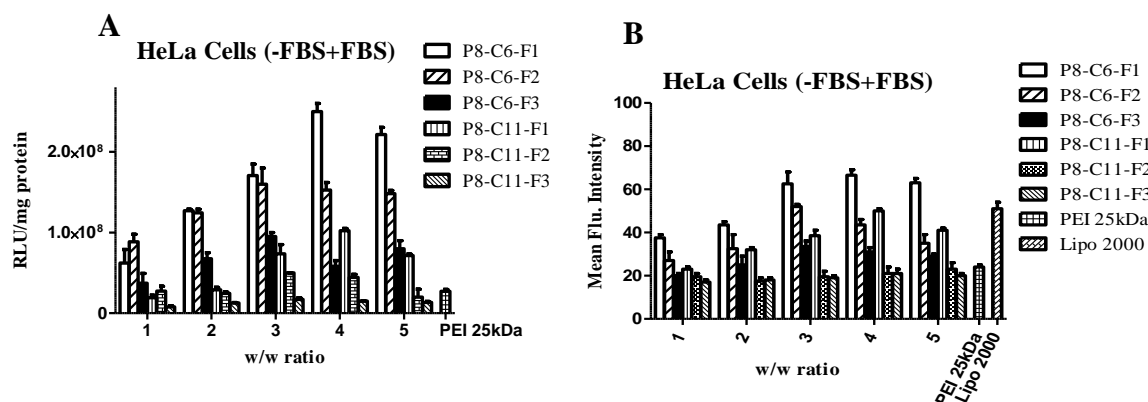 A
HeLa Cells (-FBS+FBS)
P8-C6-F1
P8-C6-F2
P8-C6-F3
P8-C11-F1
P8-C11-F2
P8-C11-F3
RLU/mg protein
2.0×10⁸
1.0×10⁸
0
1 2 3 4 5 PEI 25kDa
w/w ratio
B
HeLa Cells (-FBS+FBS)
P8-C6-F1
P8-C6-F2
P8-C6-F3
P8-C11-F1
P8-C11-F2
P8-C11-F3
PEI 25kDa
Lipo 2000
Mean Flu. Intensity
100
80
60
40
20
0
1 2 3 4 5 PEI 25kDa Lipo 2000
w/w ratio